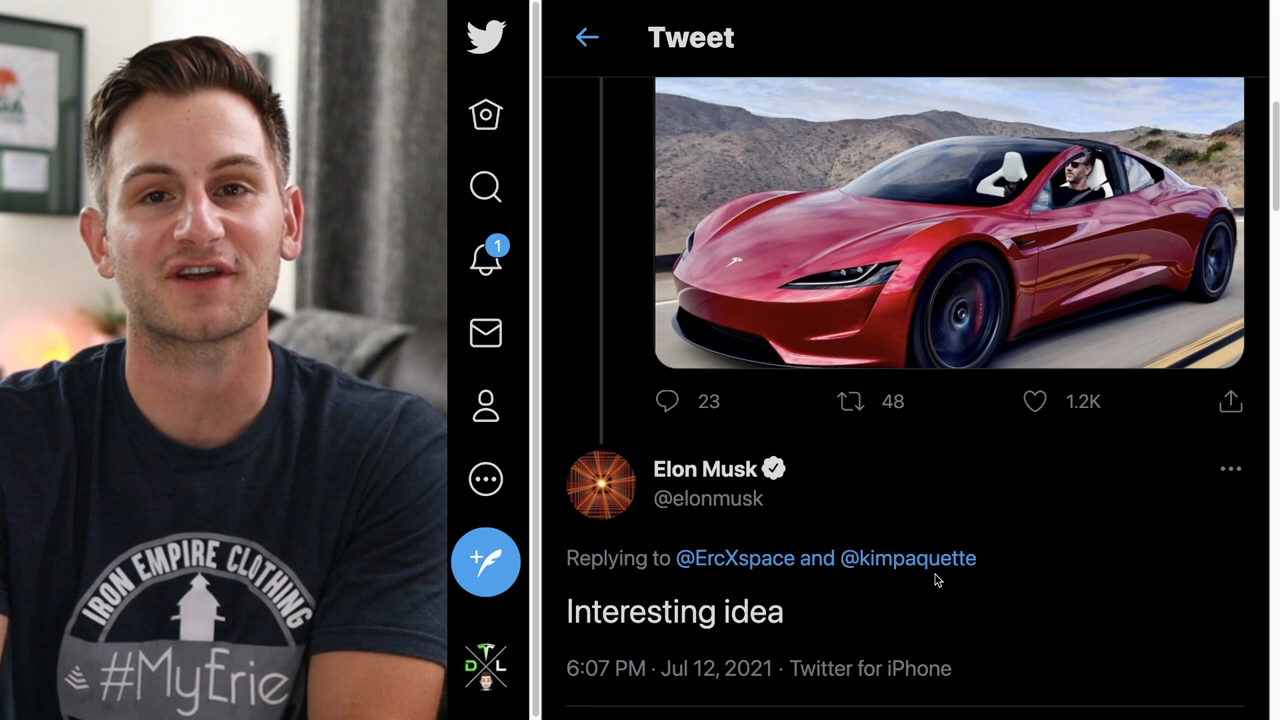 IRON EMPIRE CLOTHING
#MyErie
1
D L
Tweet
23 48 1.2K
Elon Musk
@elonmusk
Replying to @ErcXspace and @kimpaquette
Interesting idea
6:07 PM · Jul 12, 2021 · Twitter for iPhone